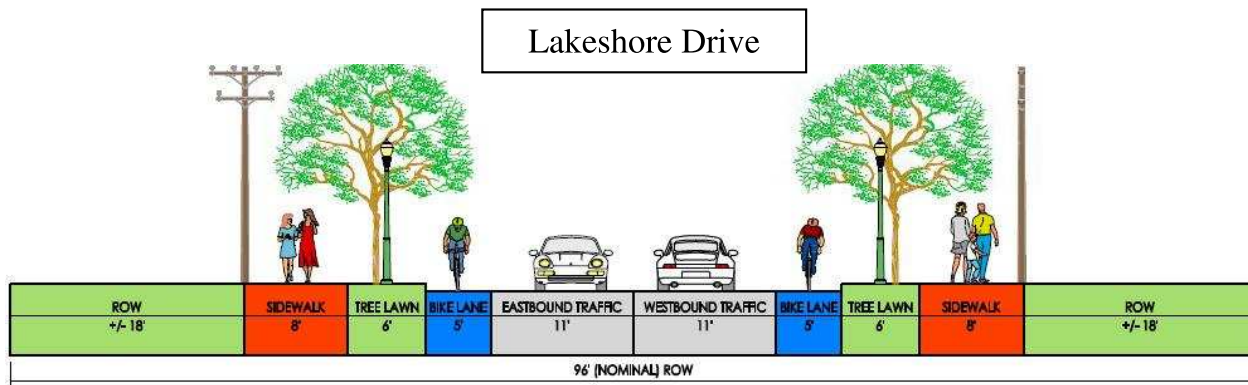 Lakeshore Drive
ROW SIDEWALK TREE LAWN BIKE LANE EASTBOUND TRAFFIC WESTBOUND TRAFFIC BIKE LANE TREE LAWN SIDEWALK ROW
+/- 18' 8' 6' 5' 11' 11' 5' 6' 8' +/- 18'
96' (NOMINAL) ROW